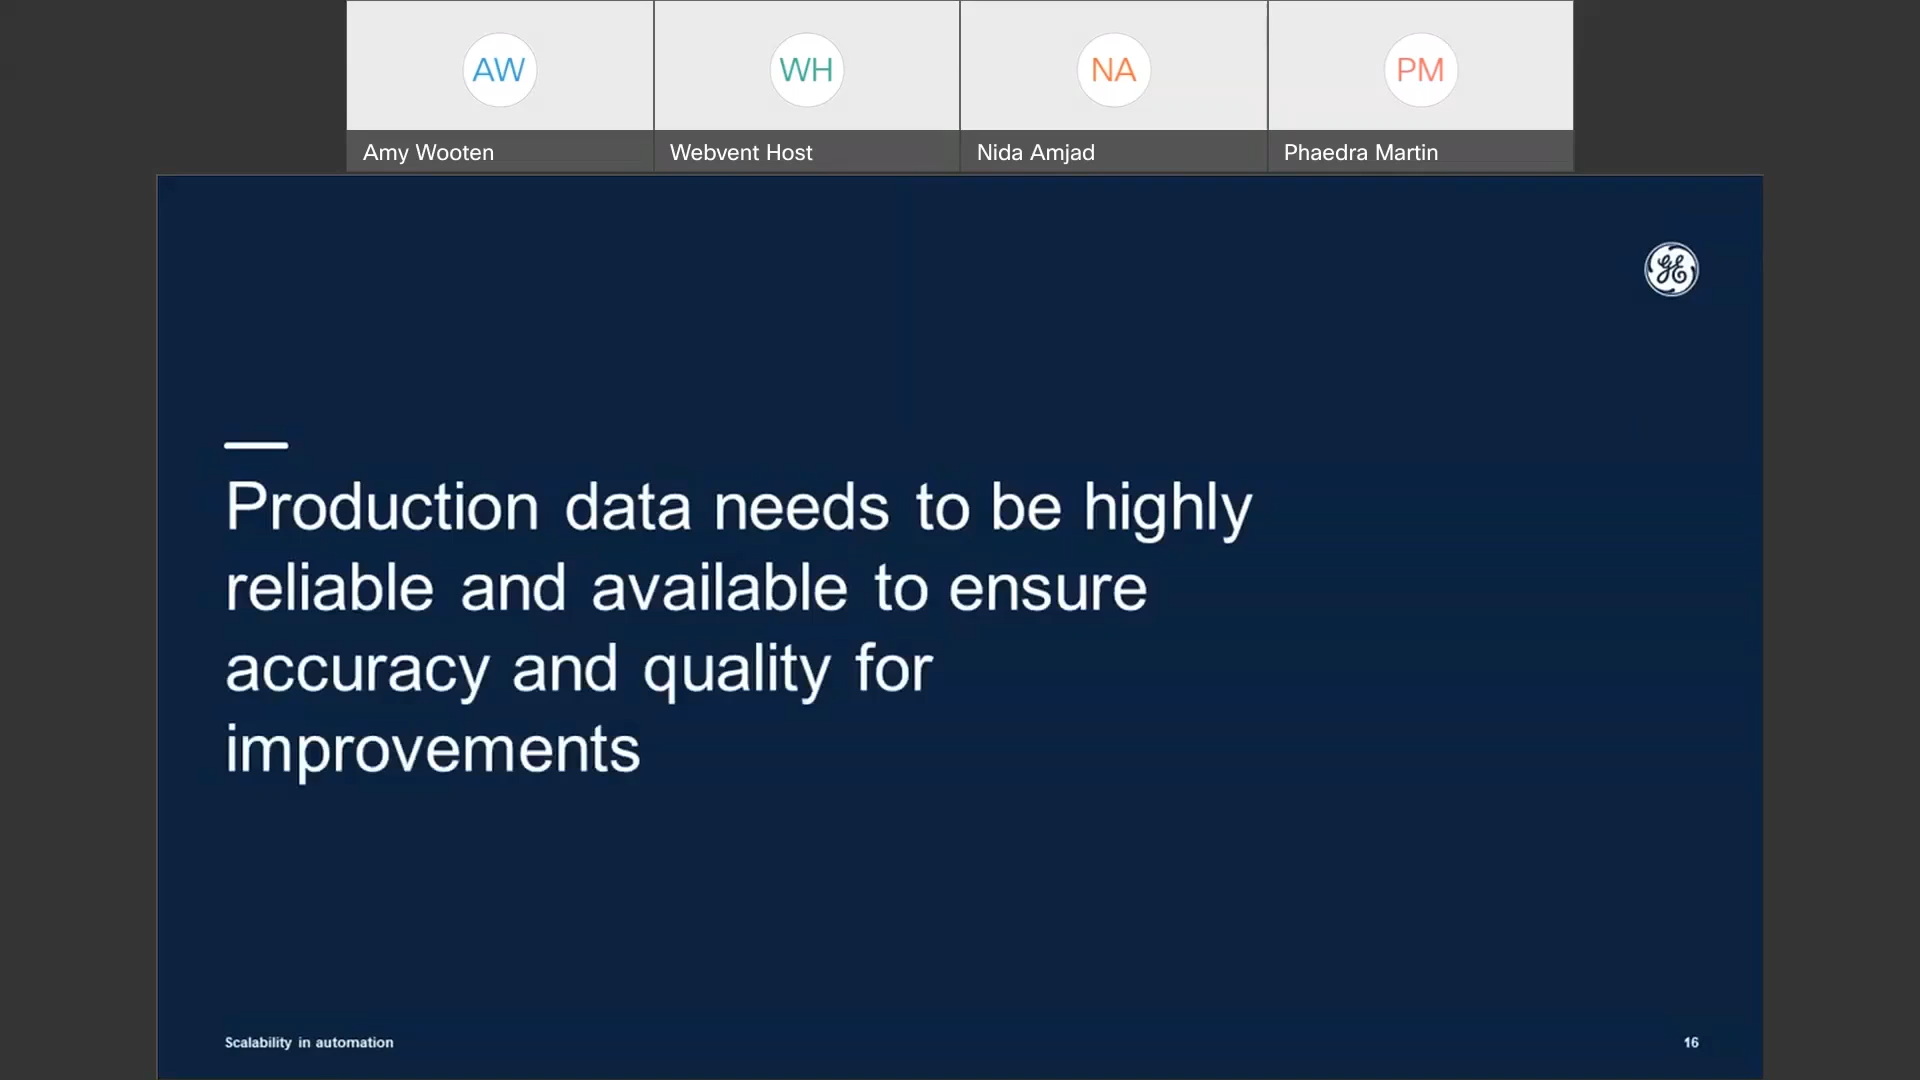 AW
WH
NA
PM
Amy Wooten
Webvent Host
Nida Amjad
Phaedra Martin
GE
Production data needs to be highly
reliable and available to ensure
accuracy and quality for
improvements
Scalability in automation
16